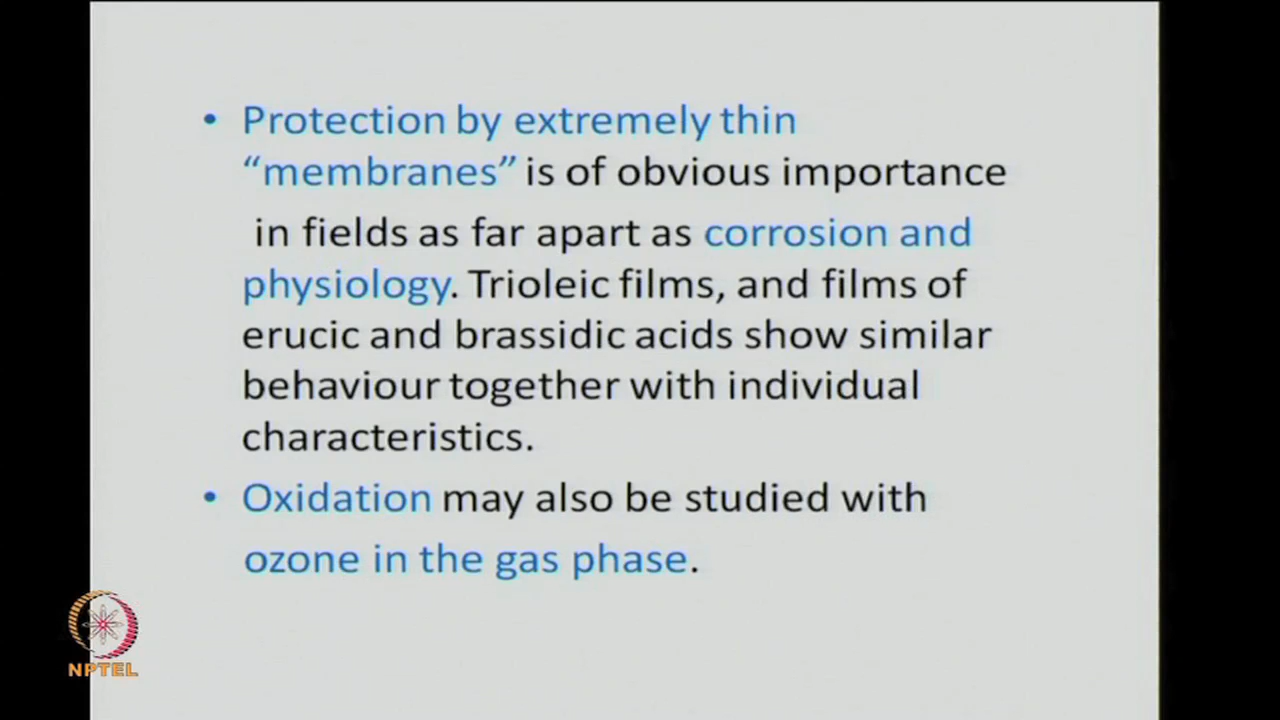 • Protection by extremely thin
“membranes” is of obvious importance
in fields as far apart as corrosion and
physiology. Trioleic films, and films of
erucic and brassidic acids show similar
behaviour together with individual
characteristics.
• Oxidation may also be studied with
ozone in the gas phase.
NPTEL